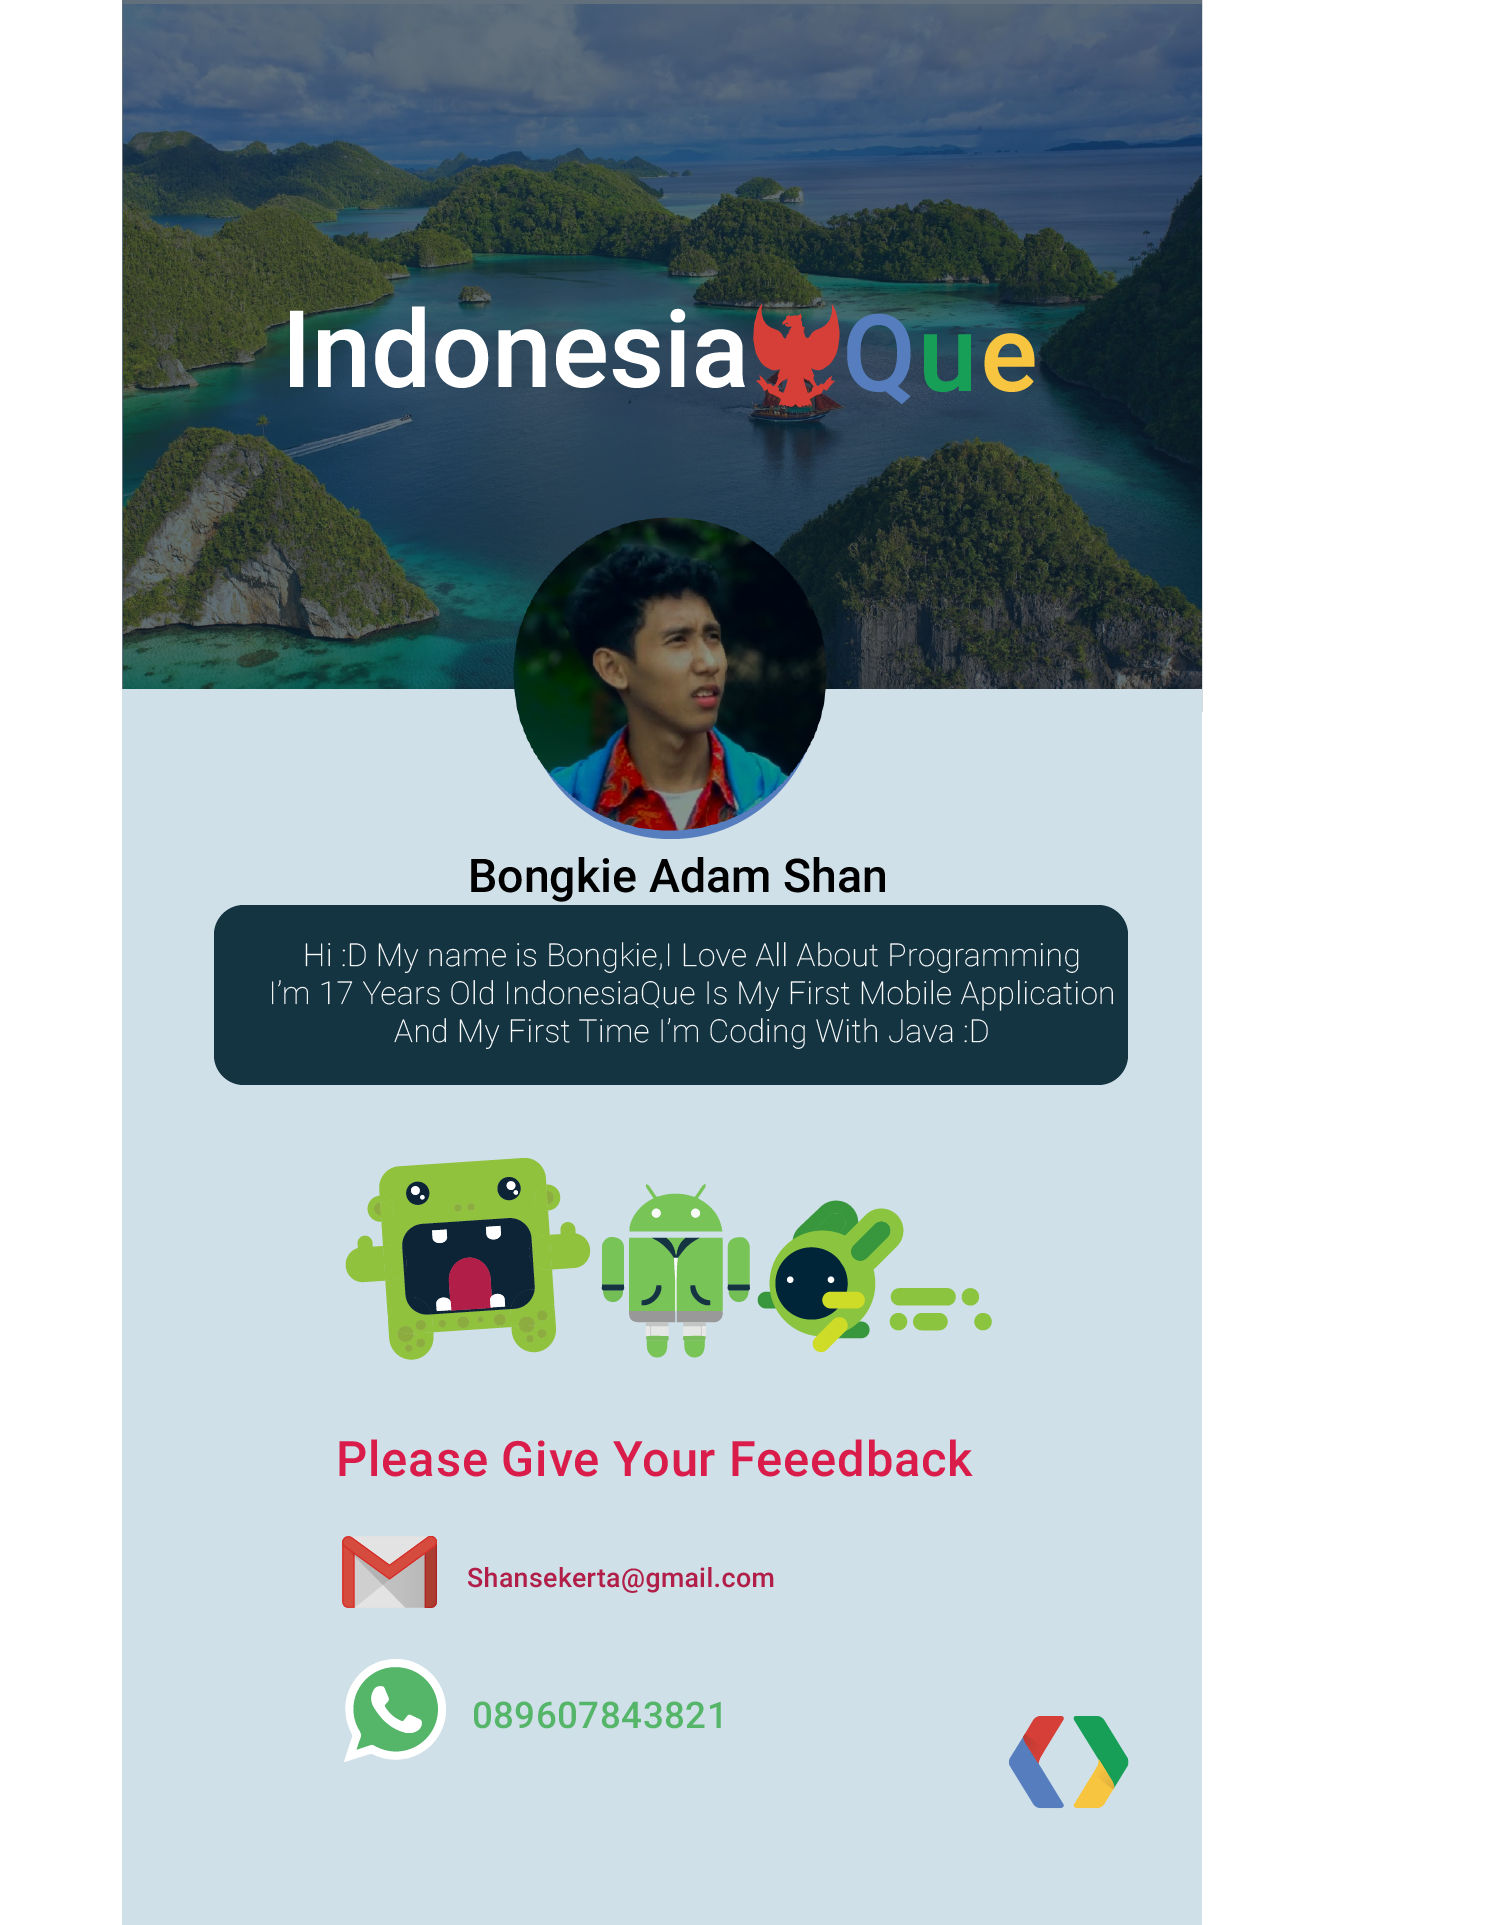 IndonesiaQue
Bongkie Adam Shan
Hi :D My name is Bongkie,I Love All About Programming
I'm 17 Years Old IndonesiaQue Is My First Mobile Application
And My First Time I'm Coding With Java :D
Please Give Your Feeedback
Shansekerta@gmail.com
089607843821